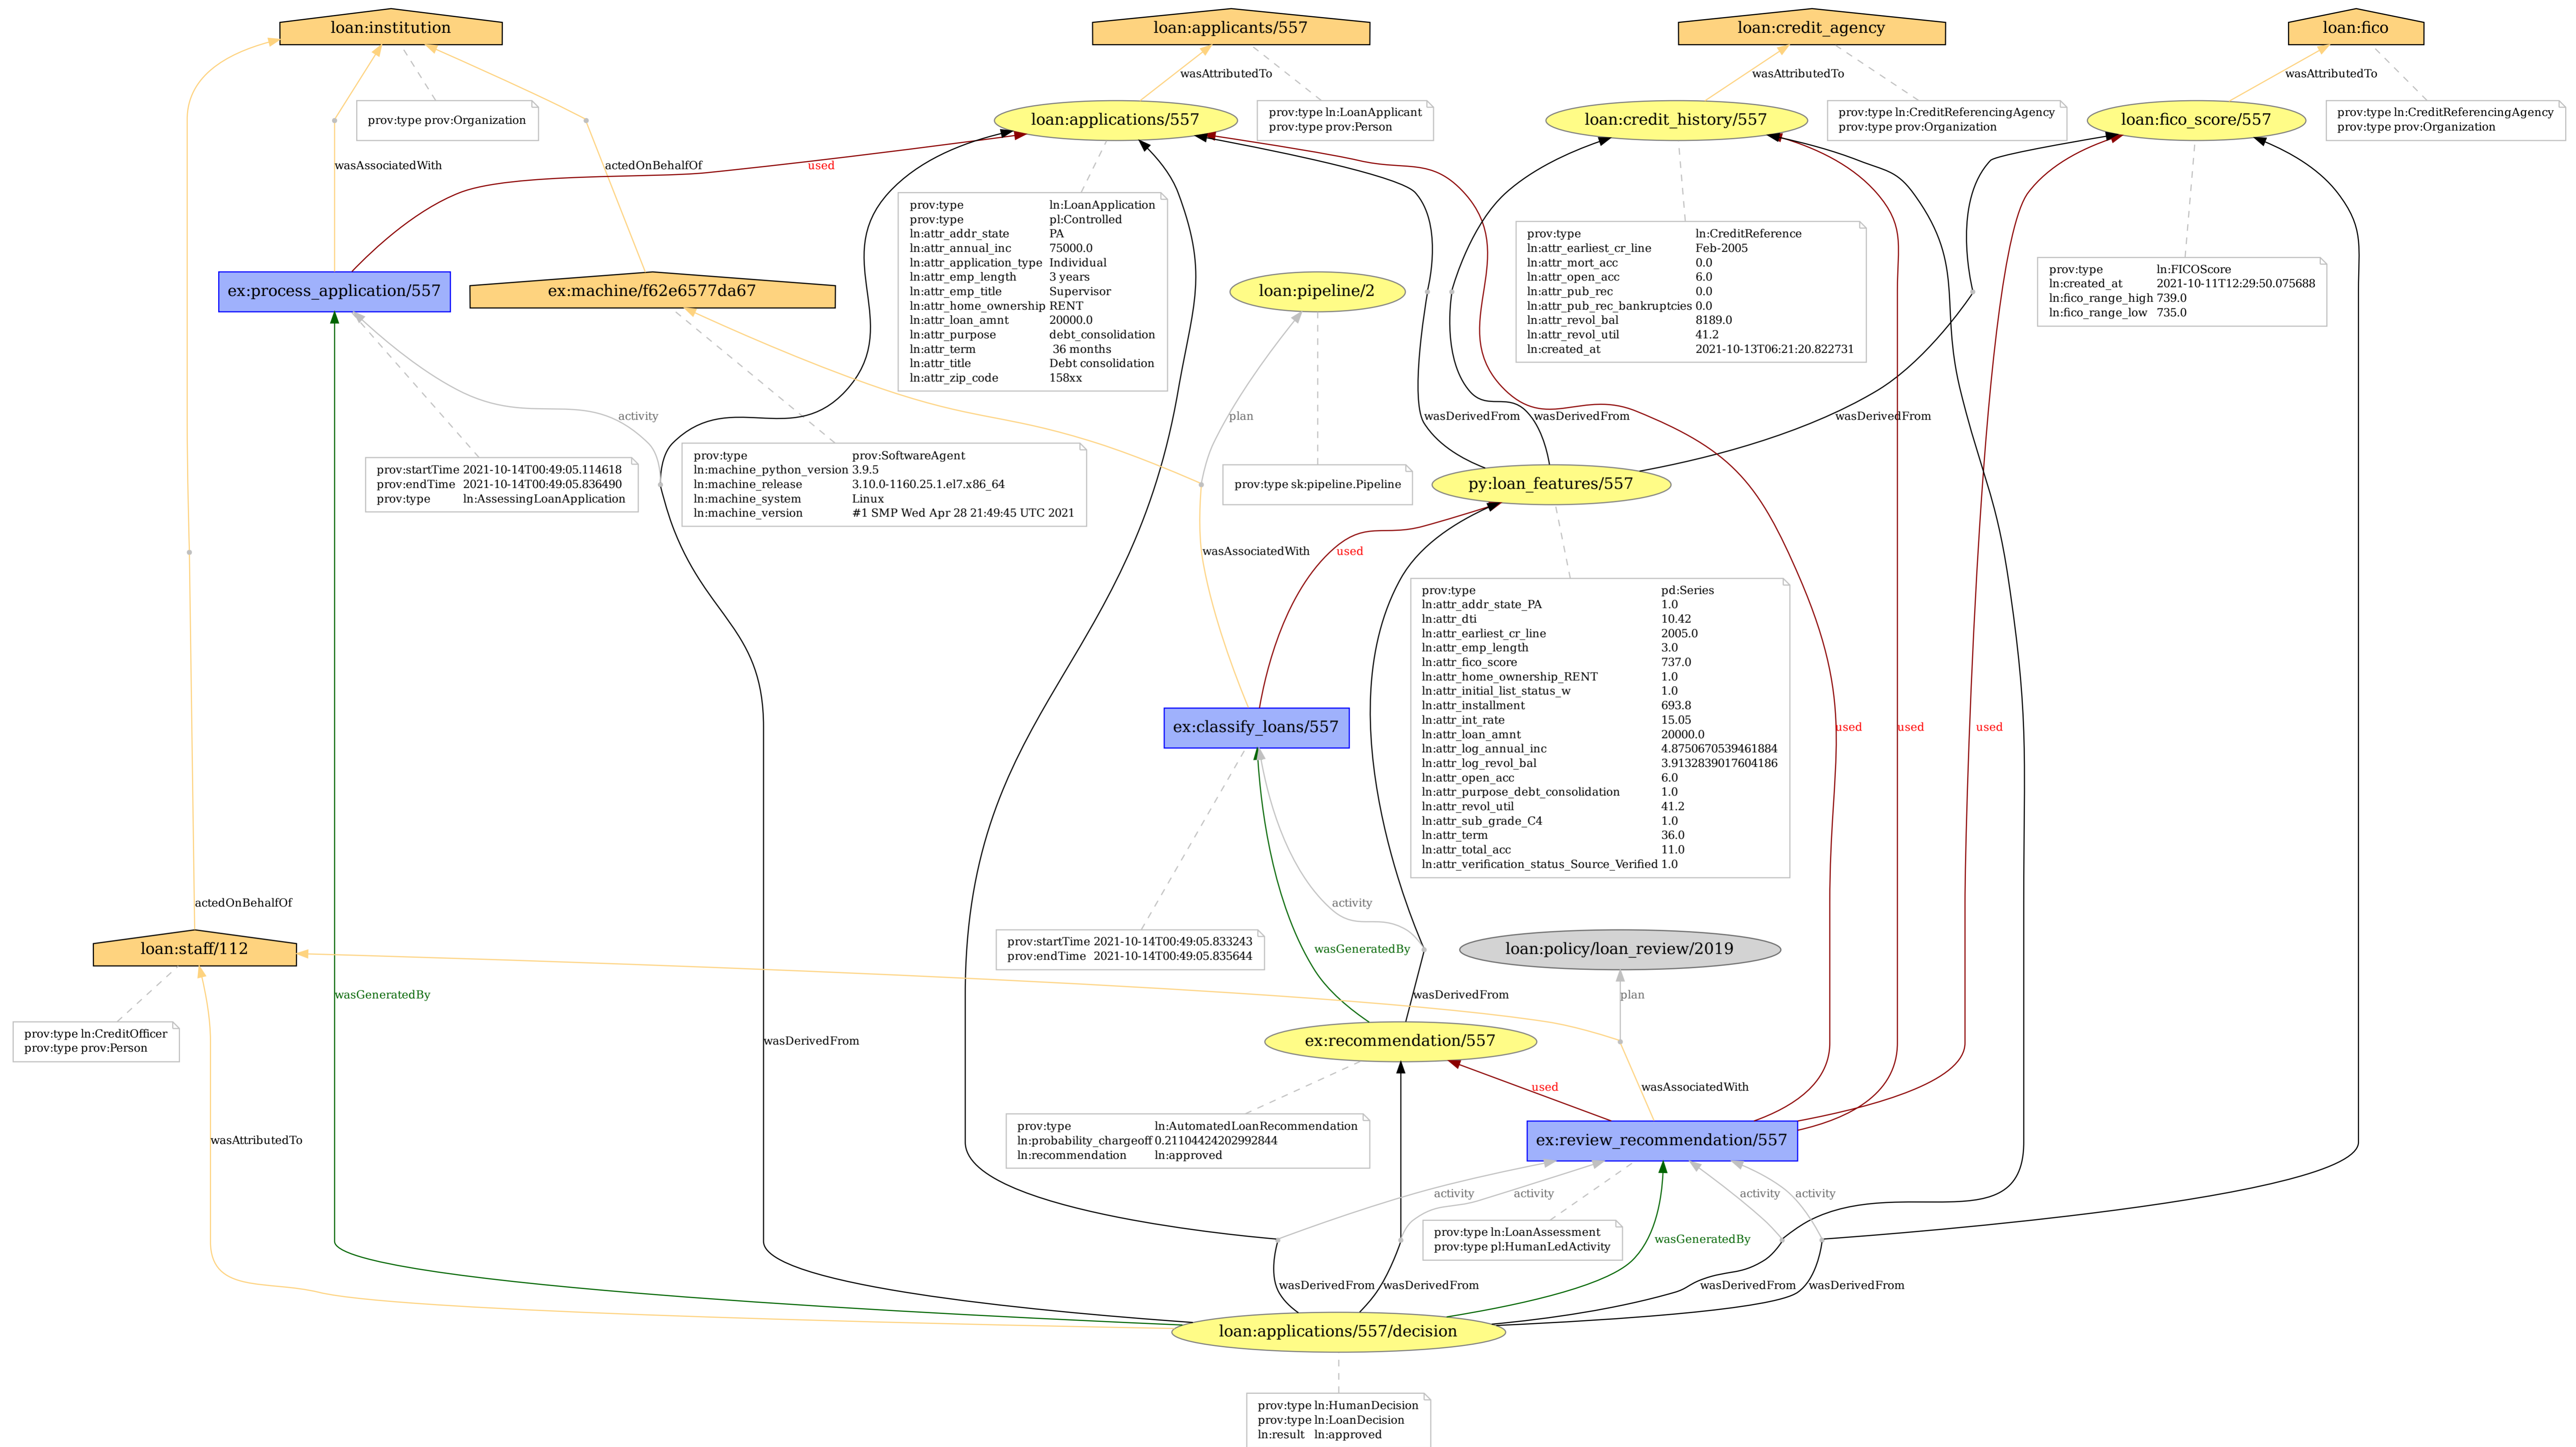 loan:institution
loan:applicants/557
loan:credit_agency
loan:fico
wasAttributedTo
wasAttributedTo
wasAttributedTo
prov:type prov:Organization
loan:applications/557
prov:type ln:LoanApplicant
prov:type prov:Person
loan:credit_history/557
prov:type ln:CreditReferencingAgency
prov:type prov:Organization
loan:fico_score/557
prov:type ln:CreditReferencingAgency
prov:type prov:Organization
wasAssociatedWith
actedOnBehalfOf
used
prov:type ln:LoanApplication
prov:type pl:Controlled
ln:attr_addr_state PA
ln:attr_annual_inc 75000.0
ln:attr_application_type Individual
ln:attr_emp_length 3 years
ln:attr_emp_title Supervisor
ln:attr_home_ownership RENT
ln:attr_loan_amnt 20000.0
ln:attr_purpose debt_consolidation
ln:attr_term 36 months
ln:attr_title Debt consolidation
ln:attr_zip_code 158xx
prov:type ln:CreditReference
ln:attr_earliest_cr_line Feb-2005
ln:attr_mort_acc 0.0
ln:attr_open_acc 6.0
ln:attr_pub_rec 0.0
ln:attr_pub_rec_bankruptcies 0.0
ln:attr_revol_bal 8189.0
ln:attr_revol_util 41.2
ln:created_at 2021-10-13T06:21:20.822731
prov:type ln:FICOScore
ln:created_at 2021-10-11T12:29:50.075688
ln:fico_range_high 739.0
ln:fico_range_low 735.0
ex:process_application/557
ex:machine/f62e6577da67
loan:pipeline/2
activity
plan
wasDerivedFrom
wasDerivedFrom
wasDerivedFrom
prov:startTime 2021-10-14T00:49:05.114618
prov:endTime 2021-10-14T00:49:05.836490
prov:type ln:AssessingLoanApplication
prov:type prov:SoftwareAgent
ln:machine_python_version 3.9.5
ln:machine_release 3.10.0-1160.25.1.el7.x86_64
ln:machine_system Linux
ln:machine_version #1 SMP Wed Apr 28 21:49:45 UTC 2021
prov:type sk:pipeline.Pipeline
py:loan_features/557
wasAssociatedWith
used
prov:type pd:Series
ln:attr_addr_state_PA 1.0
ln:attr_dti 10.42
ln:attr_earliest_cr_line 2005.0
ln:attr_emp_length 3.0
ln:attr_fico_score 737.0
ln:attr_home_ownership_RENT 1.0
ln:attr_initial_list_status_w 1.0
ln:attr_installment 693.8
ln:attr_int_rate 15.05
ln:attr_loan_amnt 20000.0
ln:attr_log_annual_inc 4.8750670539461884
ln:attr_log_revol_bal 3.9132839017604186
ln:attr_open_acc 6.0
ln:attr_purpose_debt_consolidation 1.0
ln:attr_revol_util 41.2
ln:attr_sub_grade_C4 1.0
ln:attr_term 36.0
ln:attr_total_acc 11.0
ln:attr_verification_status_Source_Verified 1.0
ex:classify_loans/557
used
used
used
actedOnBehalfOf
activity
loan:staff/112
prov:startTime 2021-10-14T00:49:05.833243
prov:endTime 2021-10-14T00:49:05.835644
wasGeneratedBy
loan:policy/loan_review/2019
wasGeneratedBy
wasDerivedFrom
plan
prov:type ln:CreditOfficer
prov:type prov:Person
wasDerivedFrom
ex:recommendation/557
used
wasAssociatedWith
prov:type ln:AutomatedLoanRecommendation
ln:probability_chargeoff 0.21104424202992844
ln:recommendation ln:approved
wasAttributedTo
ex:review_recommendation/557
activity
activity
activity
activity
prov:type ln:LoanAssessment
prov:type pl:HumanLedActivity
wasGeneratedBy
wasDerivedFrom
wasDerivedFrom
wasDerivedFrom
wasDerivedFrom
loan:applications/557/decision
prov:type ln:HumanDecision
prov:type ln:LoanDecision
ln:result ln:approved